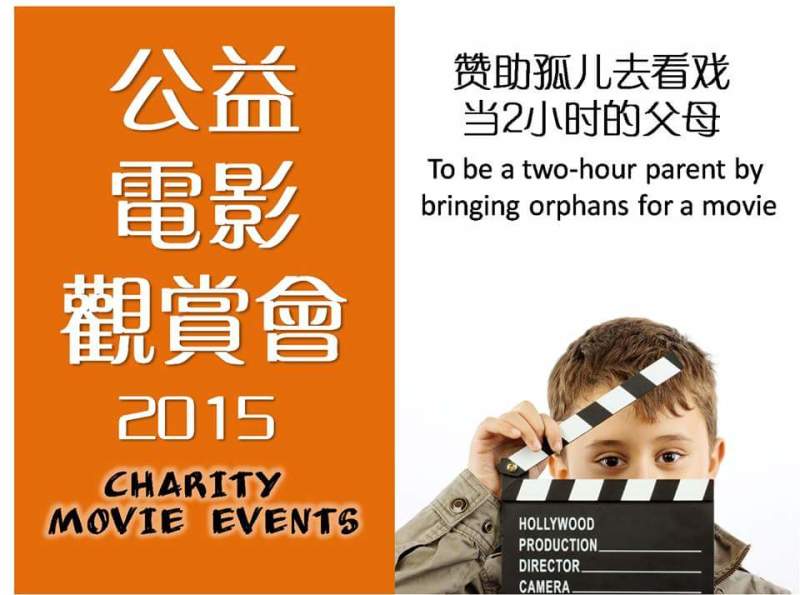 公益
電影
觀賞會
2015
CHARITY
MOVIE EVENTS
赞助孤儿去看戏
当2小时的父母
To be a two-hour parent by
bringing orphans for a movie
HOLLYWOOD
PRODUCTION
DIRECTOR
CAMERA